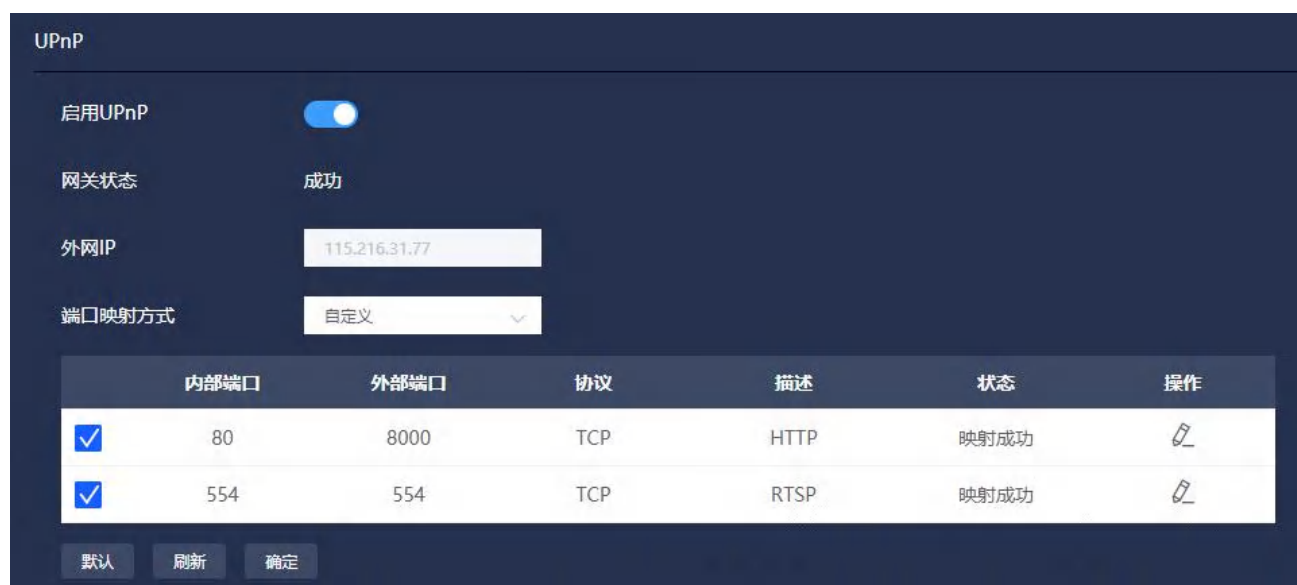 UPnP
启用UPnP
网关状态 成功
外网IP 115.216.31.77
端口映射方式 自定义
内部端口 外部端口 协议 描述 状态 操作
80 8000 TCP HTTP 映射成功
554 554 TCP RTSP 映射成功
默认 刷新 确定